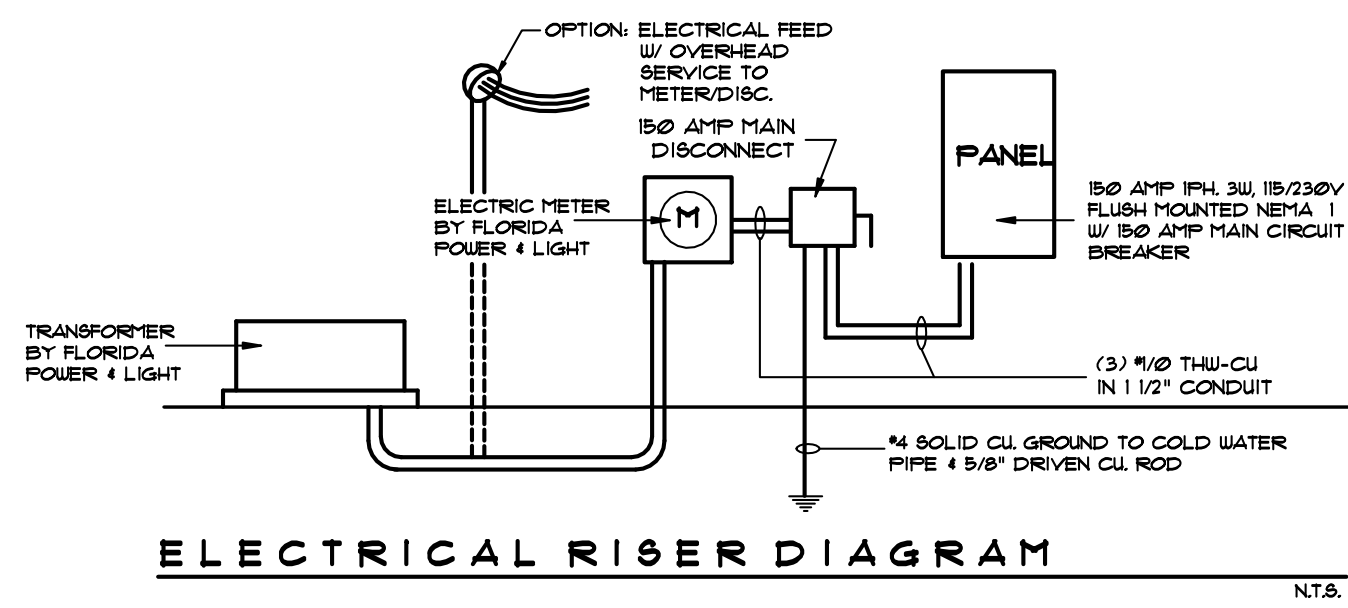 OPTION: ELECTRICAL FEED
W/ OVERHEAD
SERVICE TO
METER/DISC.
150 AMP MAIN
DISCONNECT
PANEL
150 AMP 1PH. 3W, 115/230V
FLUSH MOUNTED NEMA 1
W/ 150 AMP MAIN CIRCUIT
BREAKER
ELECTRIC METER
BY FLORIDA
POWER & LIGHT
M
TRANSFORMER
BY FLORIDA
POWER & LIGHT
(3) #1/0 THW-CU
IN 1 1/2" CONDUIT
#4 SOLID CU. GROUND TO COLD WATER
PIPE & 5/8" DRIVEN CU. ROD
ELECTRICAL RISER DIAGRAM
N.T.S.